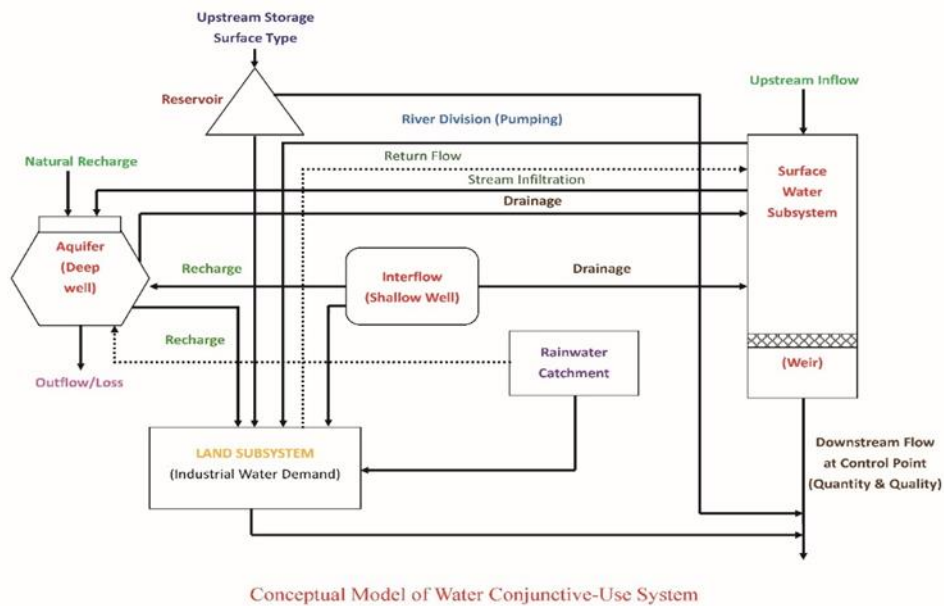 Upstream Storage
Surface Type
Reservoir
Upstream Inflow
River Division (Pumping)
Return Flow
Natural Recharge
Stream Infiltration
Drainage
Surface
Water
Subsystem
Aquifer
(Deep
well)
Recharge
Interflow
(Shallow Well)
Drainage
Recharge
Rainwater
Catchment
(Weir)
Outflow/Loss
LAND SUBSYSTEM
(Industrial Water Demand)
Downstream Flow
at Control Point
(Quantity & Quality)
Conceptual Model of Water Conjunctive-Use System